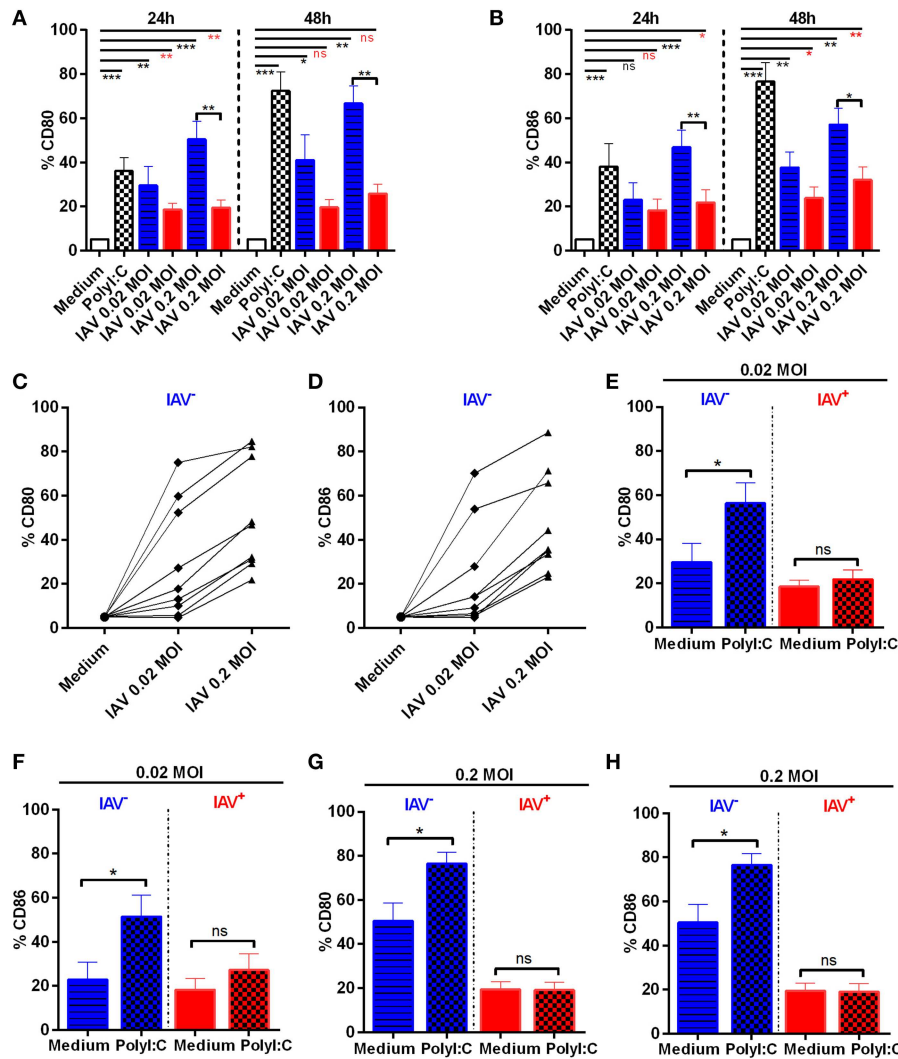 A
24h
48h
**
ns
***
**
**
ns
**
*
***
***
**
**
% CD80
100
80
60
40
20
0
Medium
PolyI:C
IAV 0.02 MOI
IAV 0.02 MOI
IAV 0.2 MOI
IAV 0.2 MOI
Medium
PolyI:C
IAV 0.02 MOI
IAV 0.02 MOI
IAV 0.2 MOI
IAV 0.2 MOI
B
24h
48h
*
**
***
**
ns
*
ns
**
***
***
**
*
% CD86
100
80
60
40
20
0
Medium
PolyI:C
IAV 0.02 MOI
IAV 0.02 MOI
IAV 0.2 MOI
IAV 0.2 MOI
Medium
PolyI:C
IAV 0.02 MOI
IAV 0.02 MOI
IAV 0.2 MOI
IAV 0.2 MOI
C
IAV-
% CD80
100
80
60
40
20
0
Medium
IAV 0.02 MOI
IAV 0.2 MOI
D
IAV-
% CD86
100
80
60
40
20
0
Medium
IAV 0.02 MOI
IAV 0.2 MOI
E
0.02 MOI
IAV-
IAV+
*
ns
% CD80
100
80
60
40
20
0
Medium PolyI:C
Medium PolyI:C
F
0.02 MOI
IAV-
IAV+
*
ns
% CD86
100
80
60
40
20
0
Medium PolyI:C
Medium PolyI:C
G
0.2 MOI
IAV-
IAV+
*
ns
% CD80
100
80
60
40
20
0
Medium PolyI:C
Medium PolyI:C
H
0.2 MOI
IAV-
IAV+
*
ns
% CD86
100
80
60
40
20
0
Medium PolyI:C
Medium PolyI:C